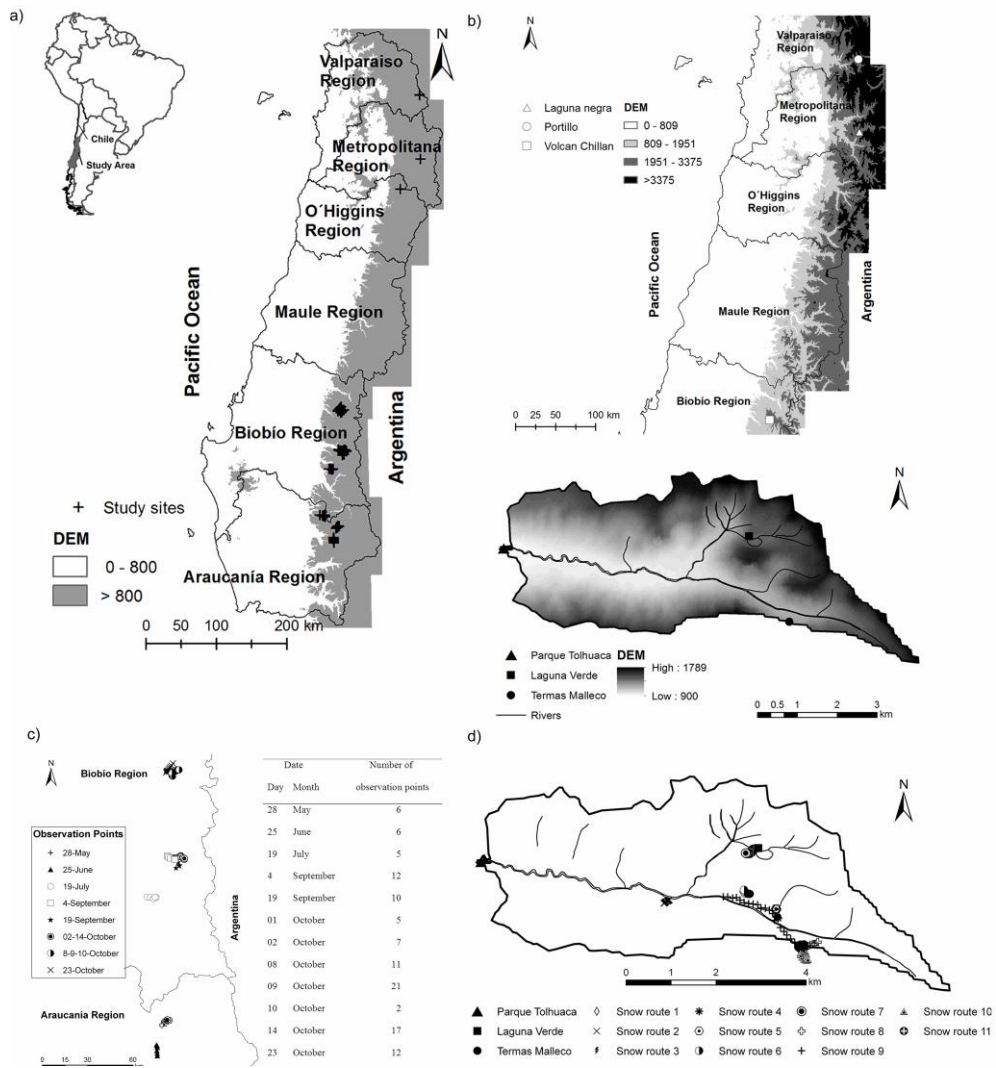 a)
N
Valparaiso
Region
Metropolitana
Region
O´Higgins
Region
Chile
Study Area
Pacific Ocean
Maule Region
Argentina
Biobío Region
Study sites
DEM
0 - 800
> 800
Araucanía Region
0 50 100 200 km
b)
N
Valparaiso
Region
Laguna negra
Portillo
Volcan Chillan
DEM
0 - 809
809 - 1951
1951 - 3375
>3375
Metropolitana
Region
O´Higgins
Region
Pacific Ocean
Argentina
Maule Region
Biobío Region
0 25 50 100 km
N
Parque Tolhuaca
Laguna Verde
Termas Malleco
Rivers
DEM
High : 1789
Low : 900
0 0.5 1 2 3
km
c)
N
Biobio Region
Observation Points
28-May
25-June
19-July
4-September
19-September
02-14-October
8-9-10-October
23-October
Argentina
Araucanía Region
0 15 30 60 km
Date Number of
Day Month observation points
28 May 6
25 June 6
19 July 5
4 September 12
19 September 10
01 October 5
02 October 7
08 October 11
09 October 21
10 October 2
14 October 17
23 October 12
d)
N
0 2 4
km
Parque Tolhuaca Snow route 1 Snow route 4 Snow route 7 Snow route 10
Laguna Verde Snow route 2 Snow route 5 Snow route 8 Snow route 11
Termas Malleco Snow route 3 Snow route 6 Snow route 9